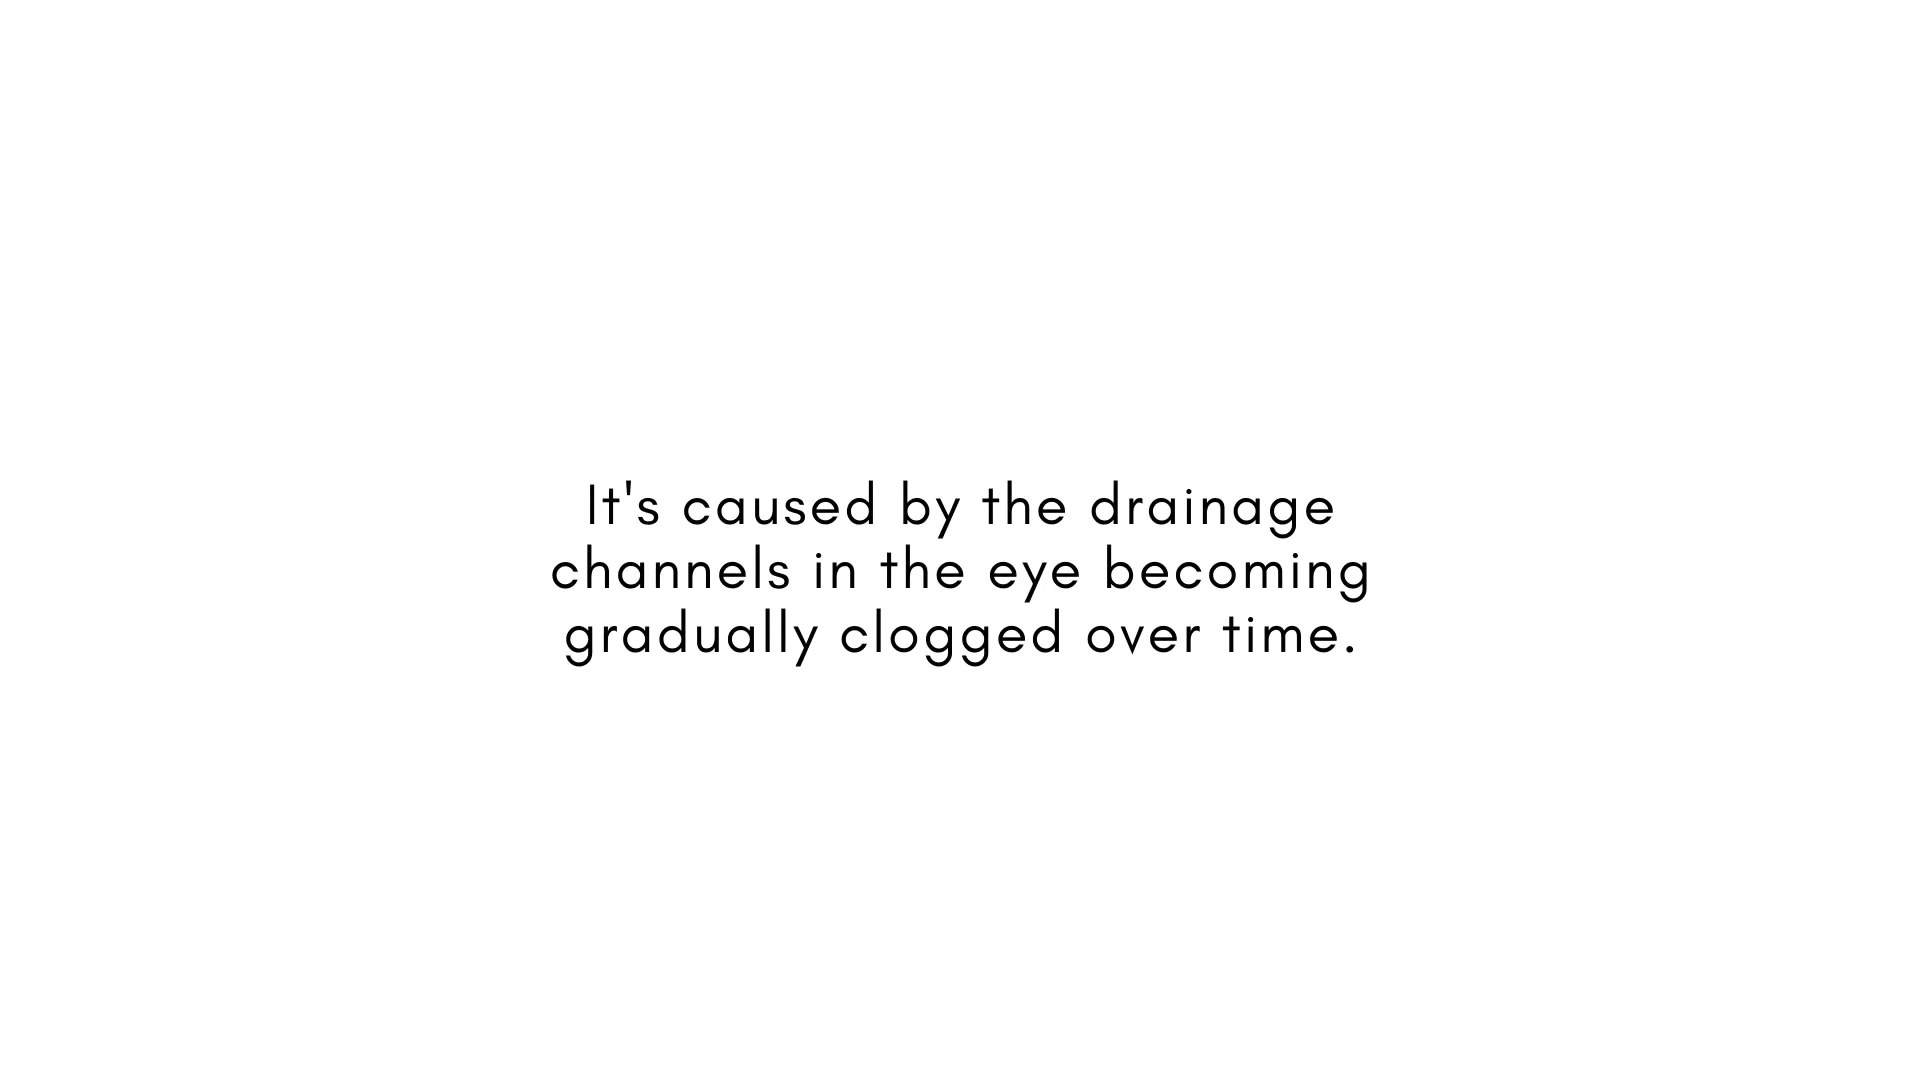 It's caused by the drainage
channels in the eye becoming
gradually clogged over time.